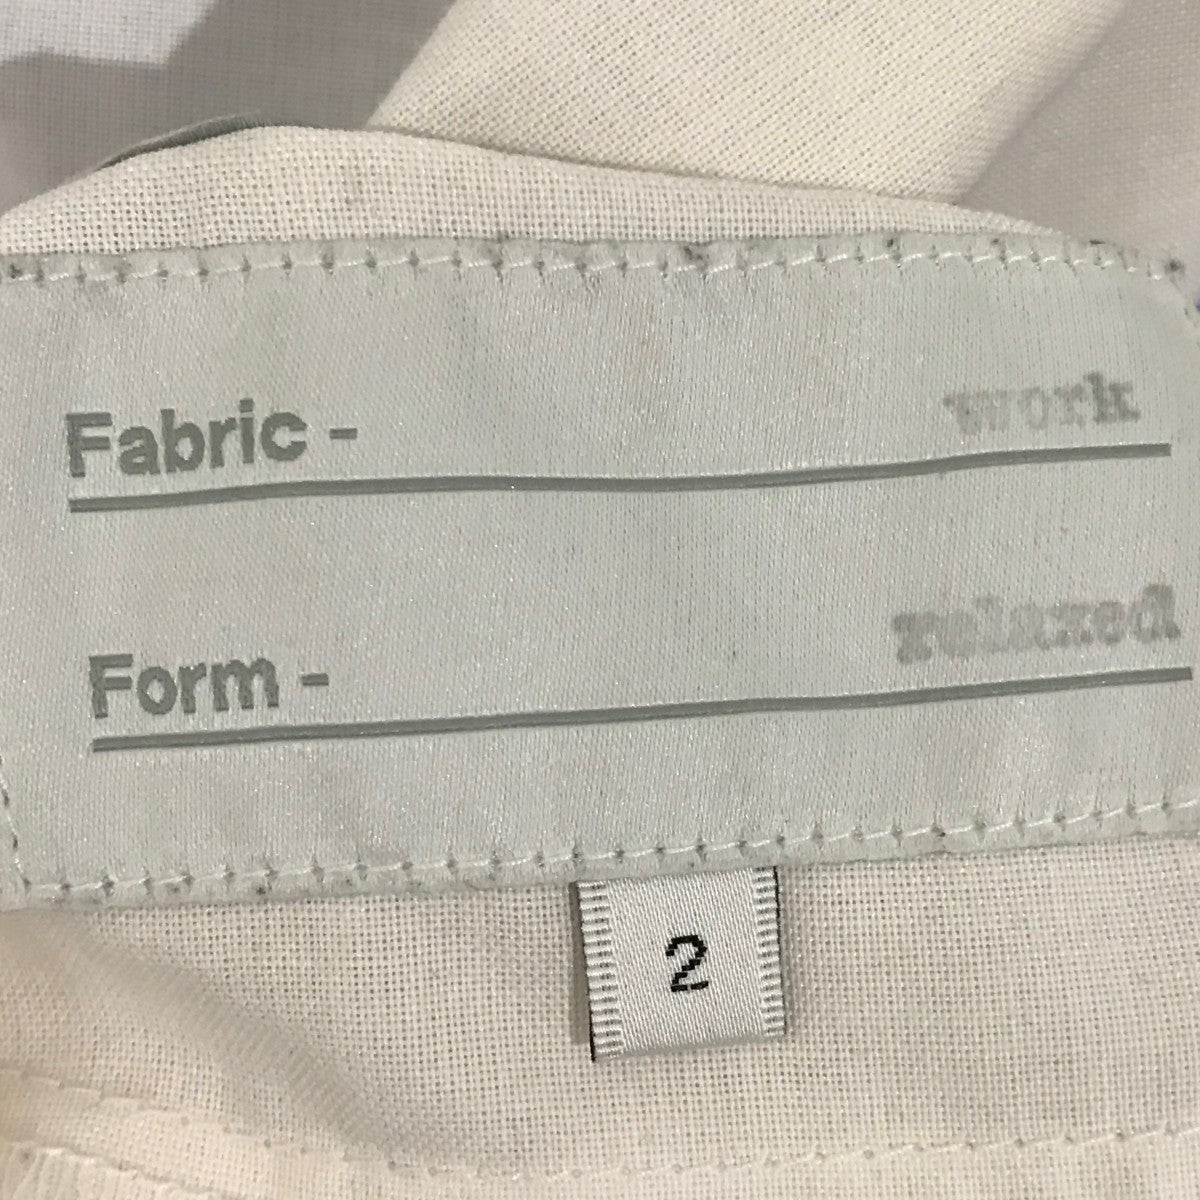 Fabric - work
Form - relaxed
2